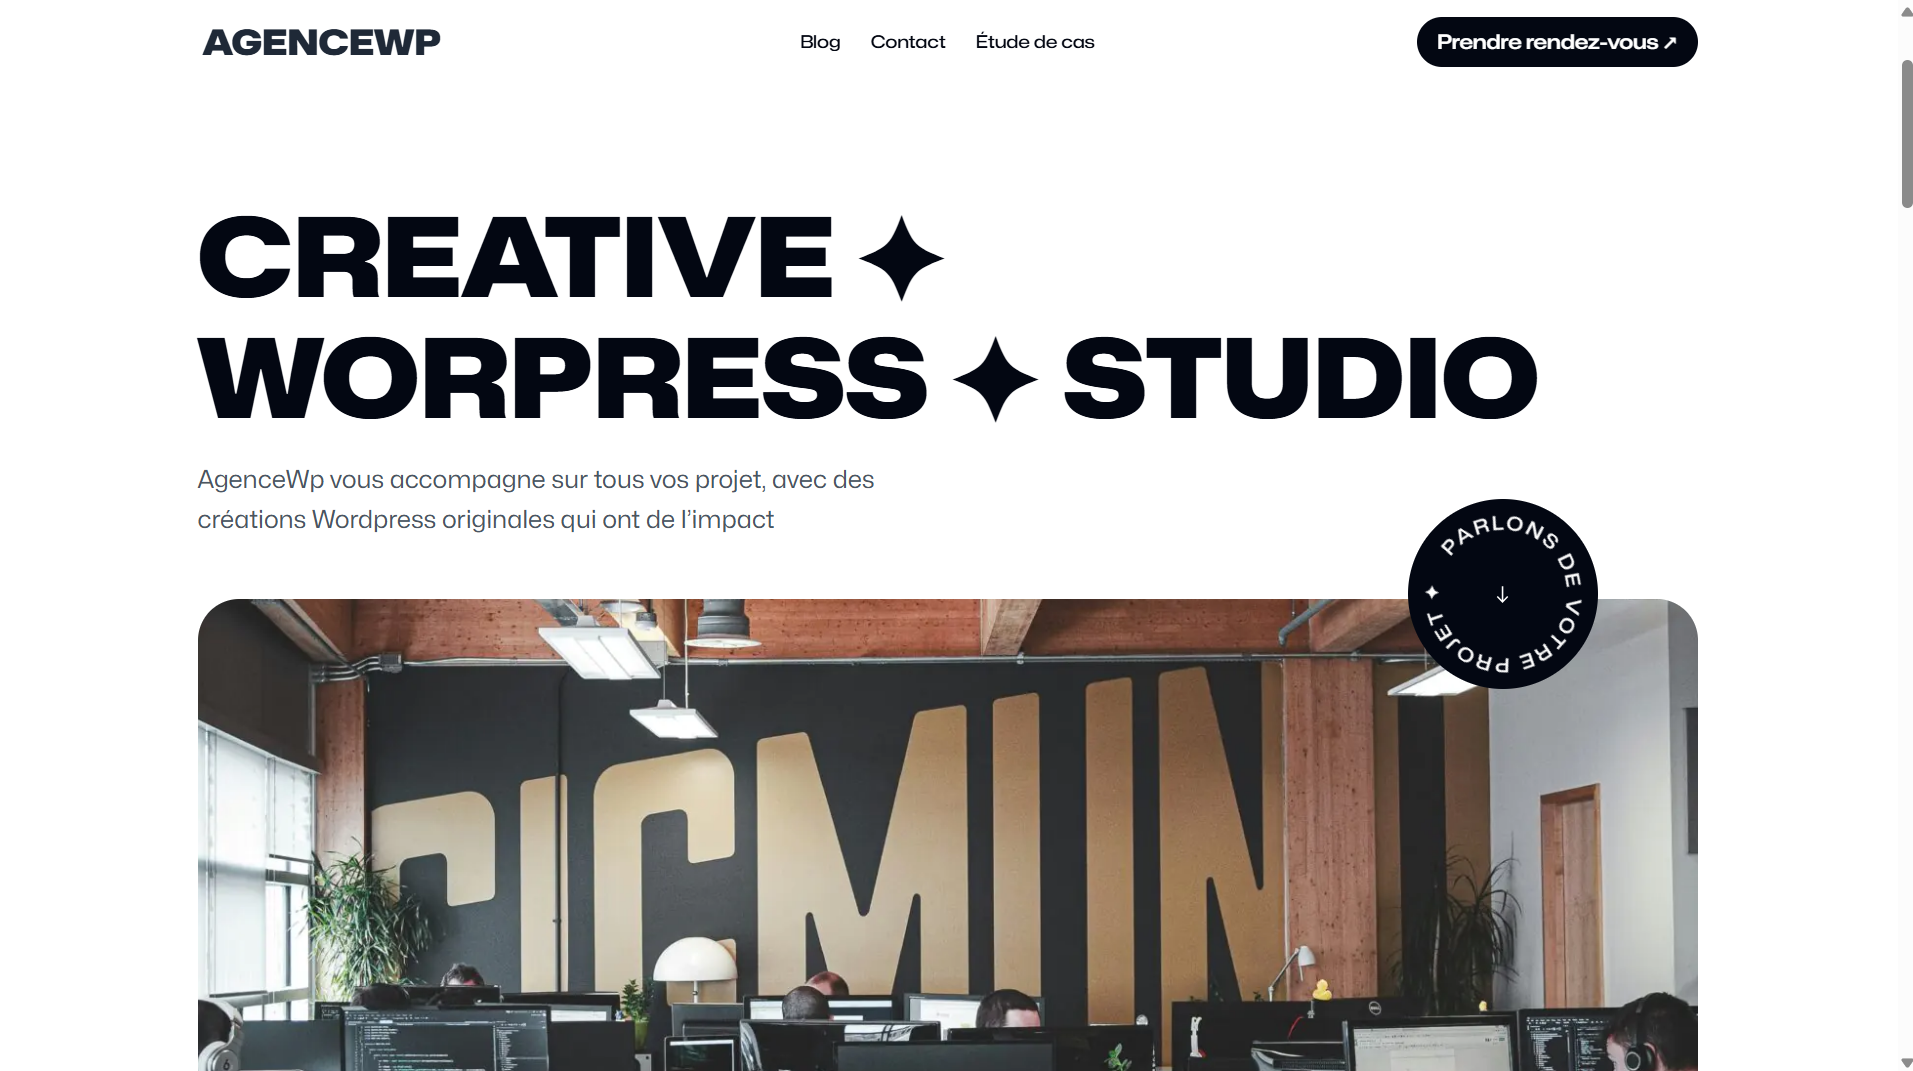 AGENCEWP
Blog
Contact
Étude de cas
Prendre rendez-vous ↗
CREATIVE ✦
WORPRESS ✦ STUDIO
AgenceWp vous accompagne sur tous vos projet, avec des
créations Wordpress originales qui ont de l’impact
PARLONS DE VOTRE PROJET ✦